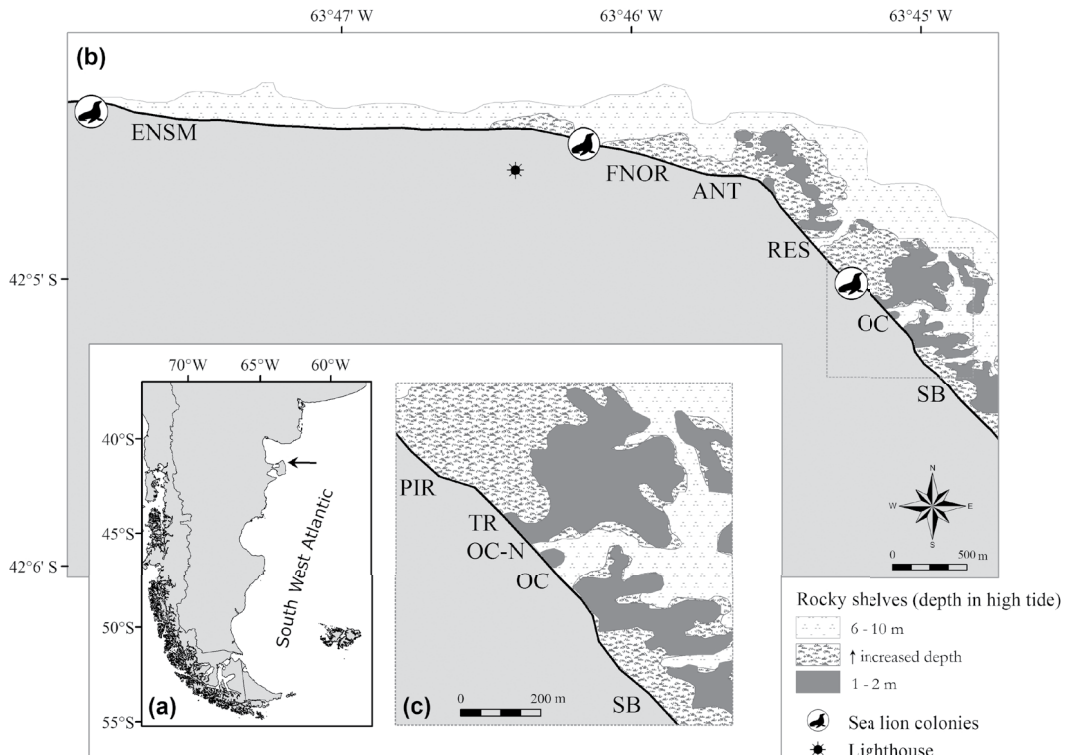 63°47' W 63°46' W 63°45' W
(b)
ENSM
FNOR
ANT
RES
42°5' S
OC
SB
70°W 65°W 60°W
40°S
45°S
50°S
55°S
South West Atlantic
(a)
PIR
TR
OC-N
OC
SB
0 200 m
(c)
N
W E
S
0 500 m
42°6' S
Rocky shelves (depth in high tide)
6 - 10 m
↑ increased depth
1 - 2 m
Sea lion colonies
Lighthouse